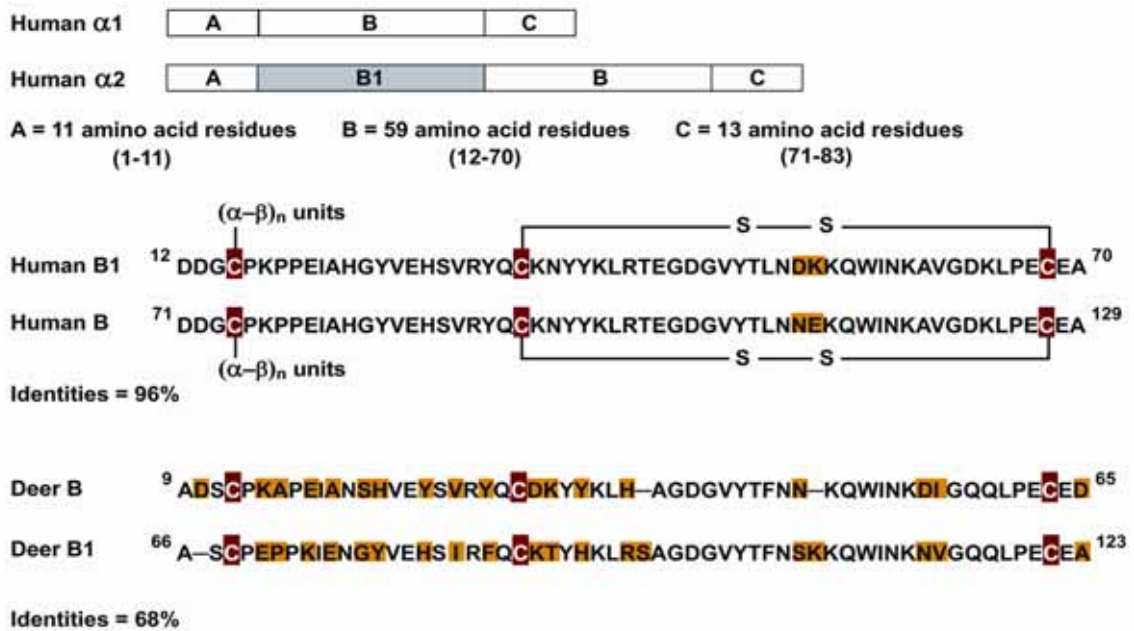 Human α1 A B C
Human α2 A B1 B C
A = 11 amino acid residues B = 59 amino acid residues C = 13 amino acid residues
(1-11) (12-70) (71-83)
(α–β)n units
S S
Human B1 12 DDGCPKPPEIAHGYVEHSVRYQCKNYYKLRTEGDGVYTLNDKKQWINKAVGDKLPECEA 70
Human B 71 DDGCPKPPEIAHGYVEHSVRYQCKNYYKLRTEGDGVYTLNNEKQWINKAVGDKLPECEA 129
S S
(α–β)n units
Identities = 96%
Deer B 9 ADSCPKAPEIANSHVEYSVRYQCDKYYKLH–AGDGVYTFNN–KQWINKDIGQQLPECED 65
Deer B1 66 A–SCPEPPKIENGYVEHSIRFQCKTYHKLRSAGDGVYTFNSKKQWINKNVGQQLPECEA 123
Identities = 68%